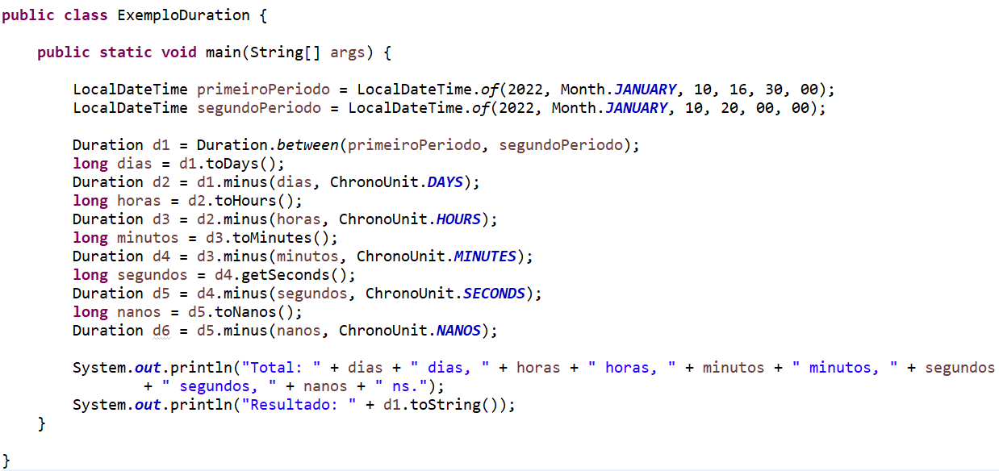 public class ExemploDuration {
public static void main(String[] args) {
LocalDateTime primeiroPeriodo = LocalDateTime.of(2022, Month.JANUARY, 10, 16, 30, 00);
LocalDateTime segundoPeriodo = LocalDateTime.of(2022, Month.JANUARY, 10, 20, 00, 00);
Duration d1 = Duration.between(primeiroPeriodo, segundoPeriodo);
long dias = d1.toDays();
Duration d2 = d1.minus(dias, ChronoUnit.DAYS);
long horas = d2.toHours();
Duration d3 = d2.minus(horas, ChronoUnit.HOURS);
long minutos = d3.toMinutes();
Duration d4 = d3.minus(minutos, ChronoUnit.MINUTES);
long segundos = d4.getSeconds();
Duration d5 = d4.minus(segundos, ChronoUnit.SECONDS);
long nanos = d5.toNanos();
Duration d6 = d5.minus(nanos, ChronoUnit.NANOS);
System.out.println("Total: " + dias + " dias, " + horas + " horas, " + minutos + " minutos, " + segundos
+ " segundos, " + nanos + " ns.");
System.out.println("Resultado: " + d1.toString());
}
}